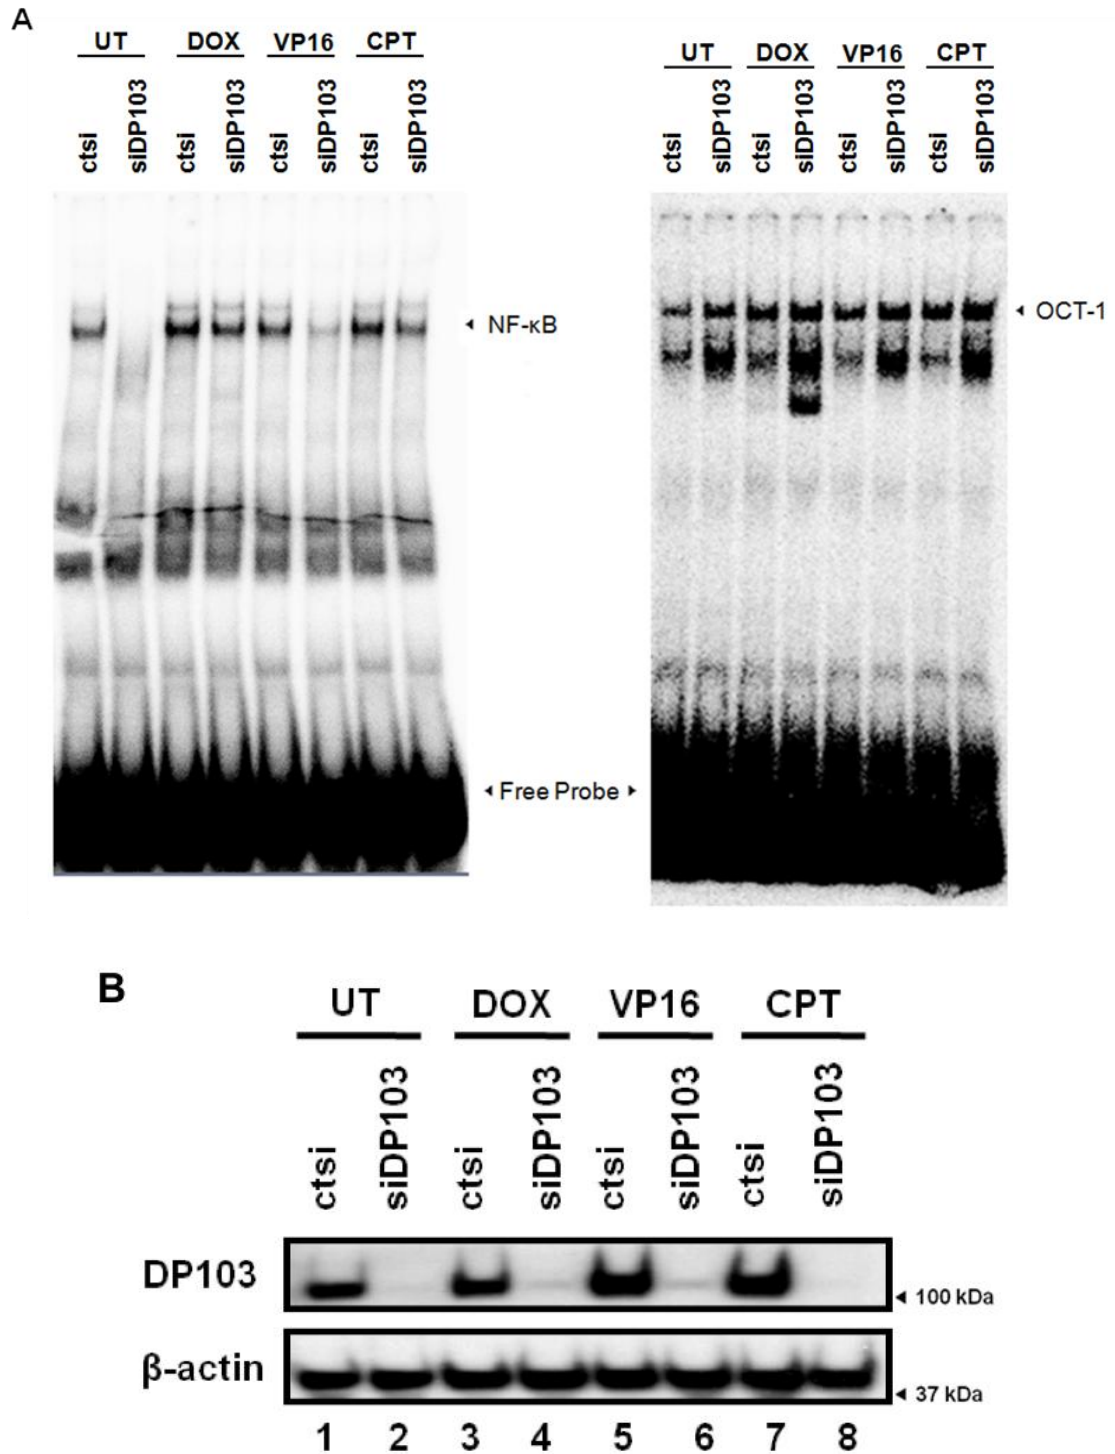 A
UT DOX VP16 CPT
ctsi siDP103 ctsi siDP103 ctsi siDP103 ctsi siDP103
◂ NF-κB
UT DOX VP16 CPT
ctsi siDP103 ctsi siDP103 ctsi siDP103 ctsi siDP103
◂ OCT-1
◂ Free Probe ▸
B
UT DOX VP16 CPT
ctsi siDP103 ctsi siDP103 ctsi siDP103 ctsi siDP103
DP103 ◂ 100 kDa
β-actin ◂ 37 kDa
1 2 3 4 5 6 7 8